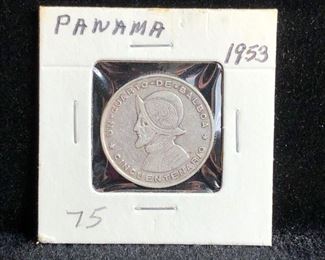 PANAMA
1953
UN CUARTO DE BALBOA
CINCUENTENARIO
75